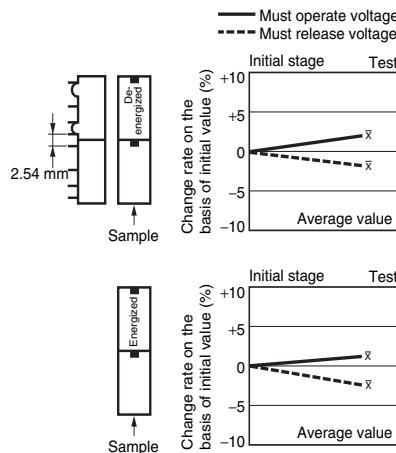 Must operate voltage
Must release voltage
Initial stage
Test
Change rate on the
basis of initial value (%)
+10
+5
0
−5
−10
x̅
x̅
Average value
De-
energized
2.54 mm
Sample
Initial stage
Test
Change rate on the
basis of initial value (%)
+10
+5
0
−5
−10
x̅
x̅
Average value
Energized
Sample